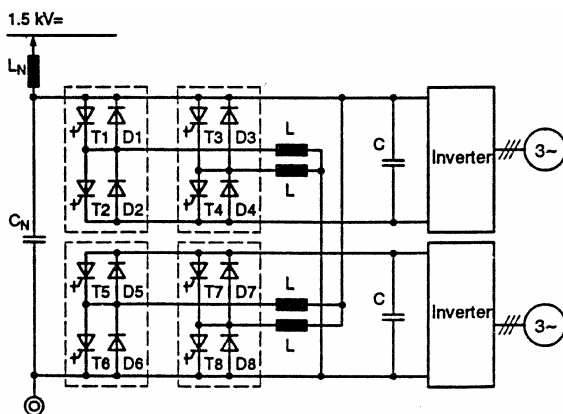 1.5 kV=
L_N
T1 D1 T3 D3
L
C
Inverter
3~
L
T2 D2 T4 D4
C_N
L
T5 D5 T7 D7
C
Inverter
3~
L
T6 D6 T8 D8